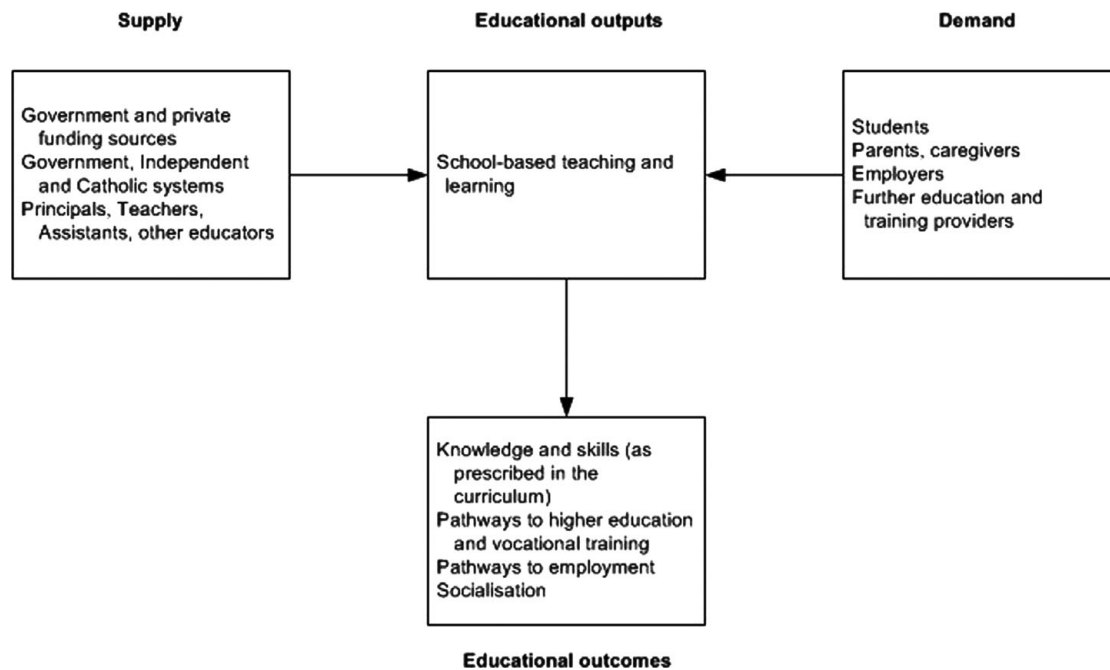 Supply
Educational outputs
Demand
Government and private
funding sources
Government, Independent
and Catholic systems
Principals, Teachers,
Assistants, other educators
School-based teaching and
learning
Students
Parents, caregivers
Employers
Further education and
training providers
Knowledge and skills (as
prescribed in the
curriculum)
Pathways to higher education
and vocational training
Pathways to employment
Socialisation
Educational outcomes